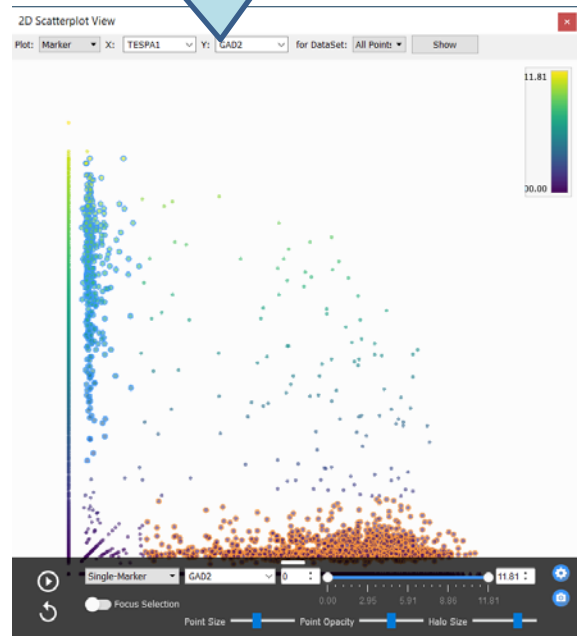 2D Scatterplot View
Plot: Marker X: TESPA1 Y: GAD2 for DataSet: All Points Show
11.81
00.00
Single-Marker GAD2 0 11.81
Focus Selection 0.00 2.95 5.91 8.86 11.81
Point Size Point Opacity Halo Size